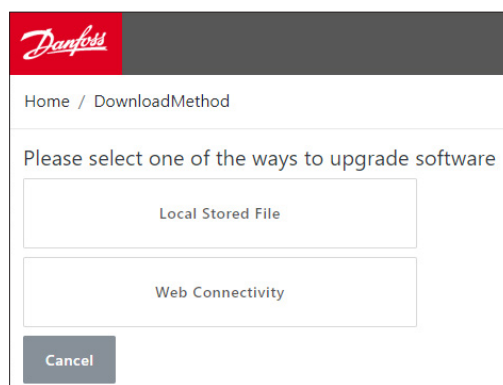 Danfoss
Home / DownloadMethod
Please select one of the ways to upgrade software
Local Stored File
Web Connectivity
Cancel